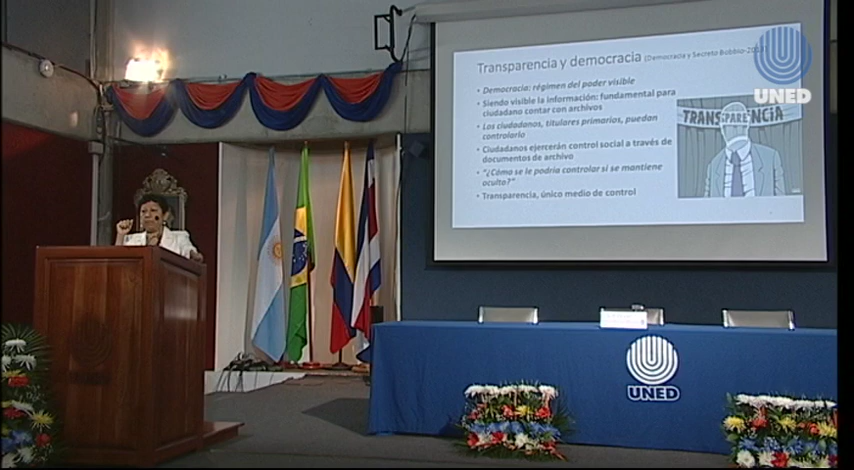 Transparencia y democracia (Democracia y Secreto Bobbio-2013)
• Democracia: régimen del poder visible
• Siendo visible la información: fundamental para
ciudadano contar con archivos
• Los ciudadanos, titulares primarios, puedan
controlarlo
• Ciudadanos ejercerán control social a través de
documentos de archivo
• "¿Cómo se le podría controlar si se mantiene
oculto?"
• Transparencia, único medio de control
TRANSPARENCIA
UNED
UNED